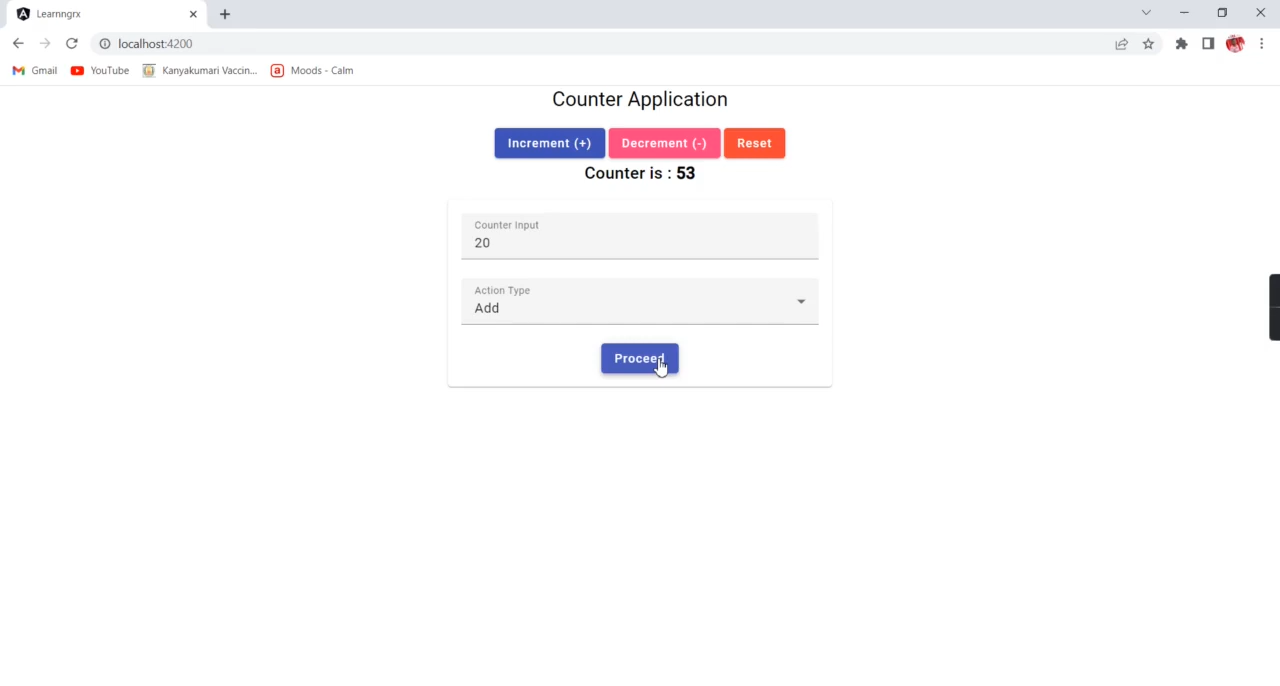 Learnngrx
localhost:4200
Gmail YouTube Kanyakumari Vaccin... Moods - Calm
Counter Application
Increment (+) Decrement (-) Reset
Counter is : 53
Counter Input
20
Action Type
Add
Proceed